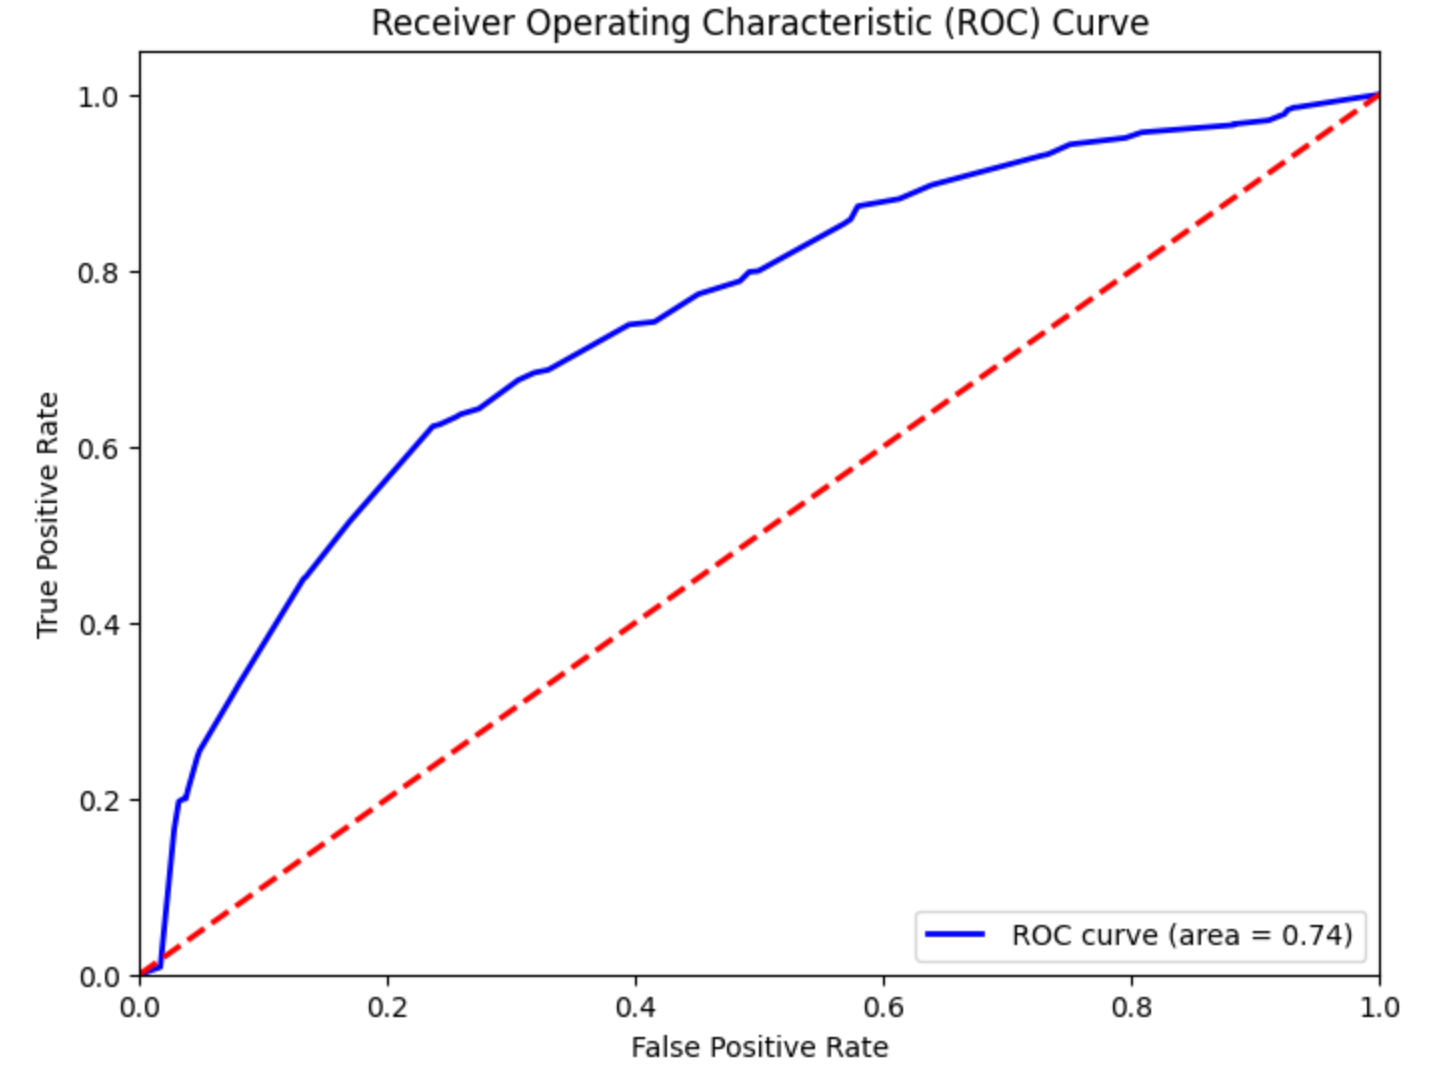 Receiver Operating Characteristic (ROC) Curve
1.0
0.8
0.6
0.4
0.2
0.0
True Positive Rate
ROC curve (area = 0.74)
0.0 0.2 0.4 0.6 0.8 1.0
False Positive Rate